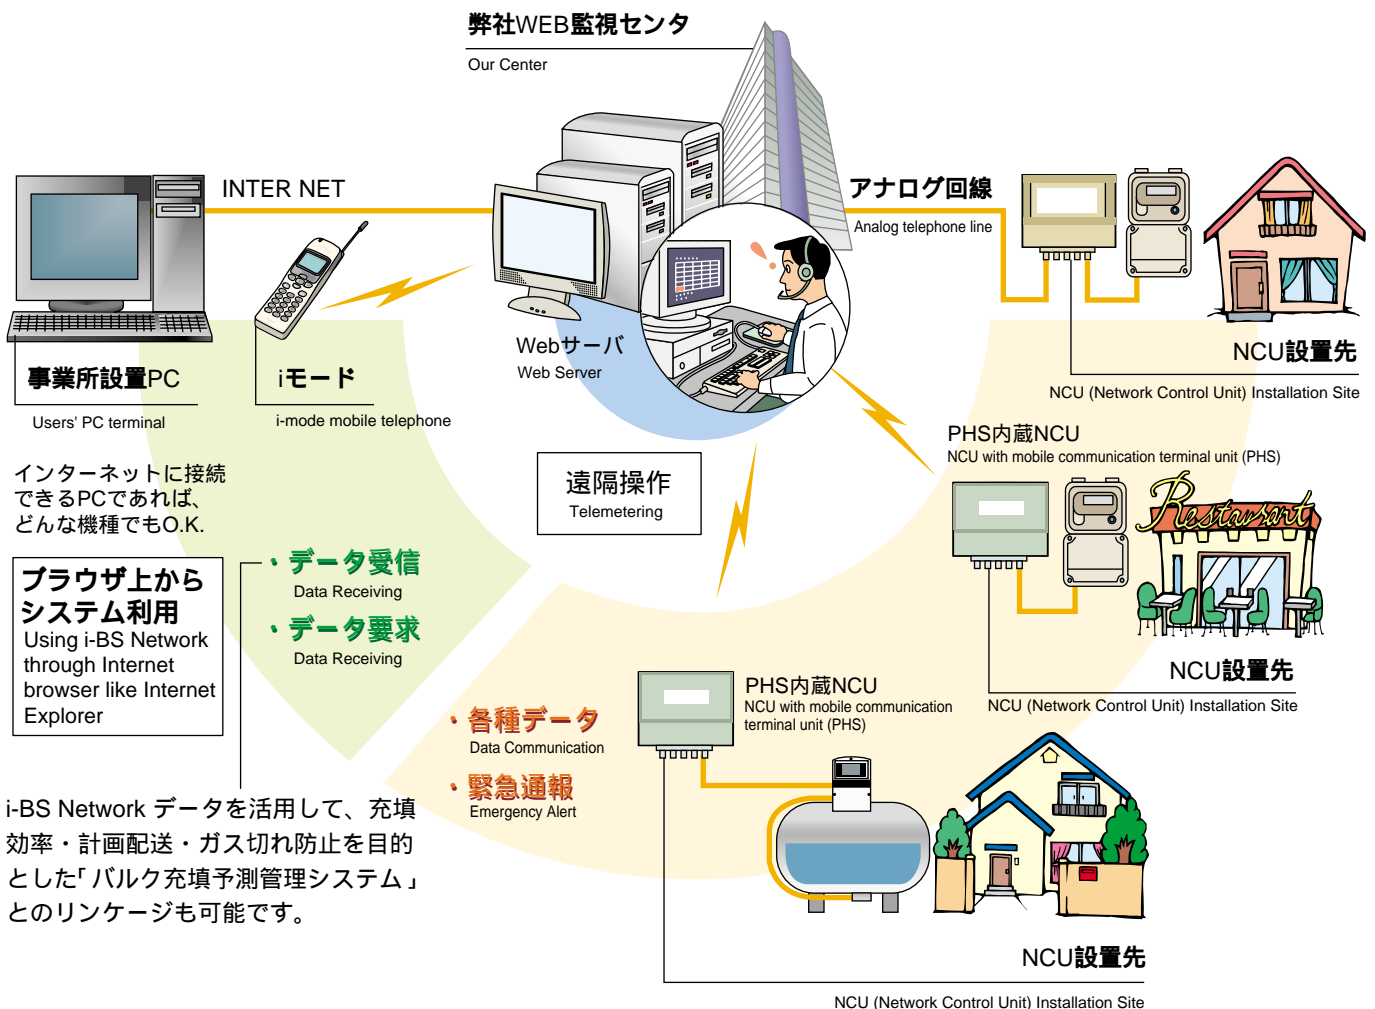 弊社WEB監視センタ
Our Center
INTER NET
アナログ回線
Analog telephone line
Webサーバ
Web Server
事業所設置PC
Users' PC terminal
iモード
i-mode mobile telephone
NCU設置先
NCU (Network Control Unit) Installation Site
インターネットに接続
できるPCであれば、
どんな機種でもO.K.
遠隔操作
Telemetering
PHS内蔵NCU
NCU with mobile communication terminal unit (PHS)
Restaurant
ブラウザ上から
システム利用
Using i-BS Network
through Internet
browser like Internet
Explorer
・データ受信
Data Receiving
・データ要求
Data Receiving
NCU設置先
NCU (Network Control Unit) Installation Site
・各種データ
Data Communication
・緊急通報
Emergency Alert
PHS内蔵NCU
NCU with mobile communication
terminal unit (PHS)
i-BS Network データを活用して、充填
効率・計画配送・ガス切れ防止を目的
とした「バルク充填予測管理システム」
とのリンケージも可能です。
NCU設置先
NCU (Network Control Unit) Installation Site